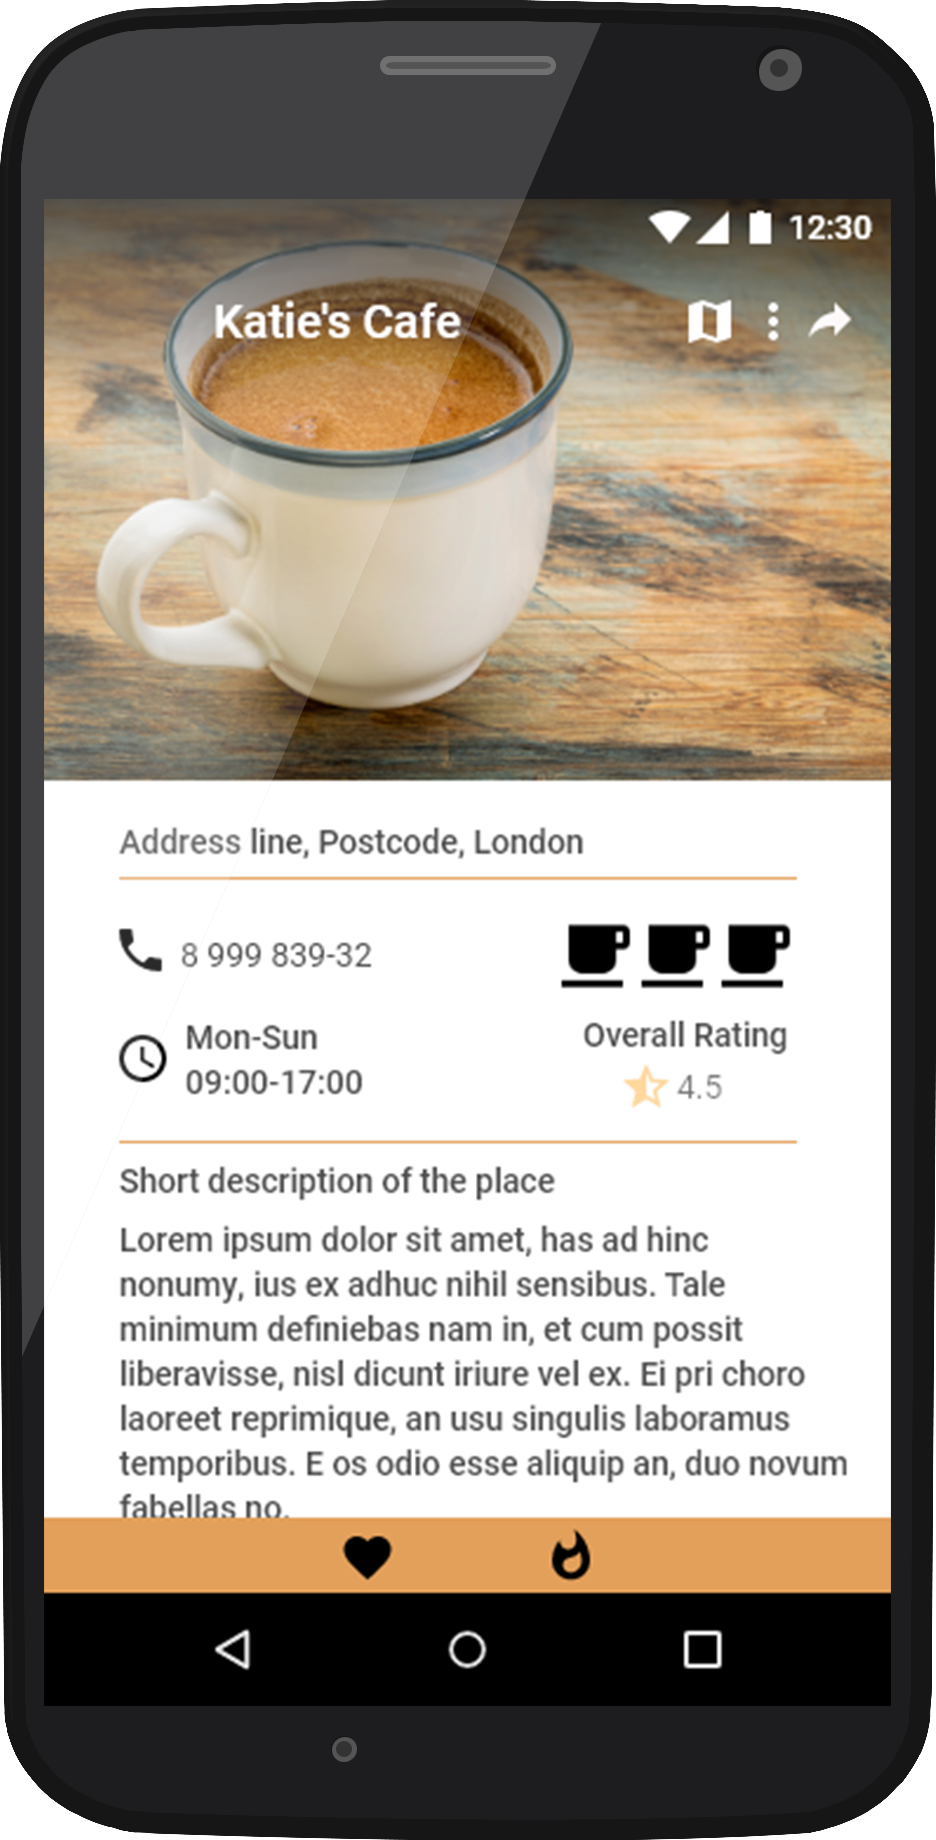 12:30
Katie's Cafe
Address line, Postcode, London
8 999 839-32
Mon-Sun
09:00-17:00
Overall Rating
4.5
Short description of the place
Lorem ipsum dolor sit amet, has ad hinc
nonumy, ius ex adhuc nihil sensibus. Tale
minimum definiebas nam in, et cum possit
liberavisse, nisl dicunt iriure vel ex. Ei pri choro
laoreet reprimique, an usu singulis laboramus
temporibus. E os odio esse aliquip an, duo novum
fabellas no.